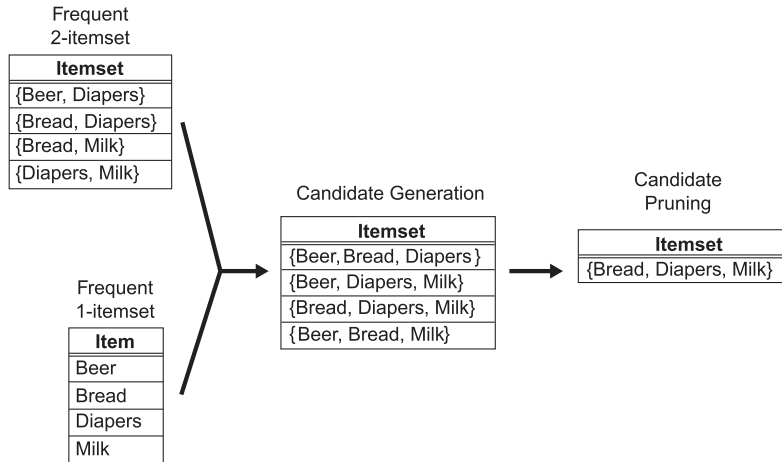 Frequent
2-itemset
Itemset
{Beer, Diapers}
{Bread, Diapers}
{Bread, Milk}
{Diapers, Milk}
Frequent
1-itemset
Item
Beer
Bread
Diapers
Milk
Candidate Generation
Itemset
{Beer, Bread, Diapers}
{Beer, Diapers, Milk}
{Bread, Diapers, Milk}
{Beer, Bread, Milk}
Candidate
Pruning
Itemset
{Bread, Diapers, Milk}